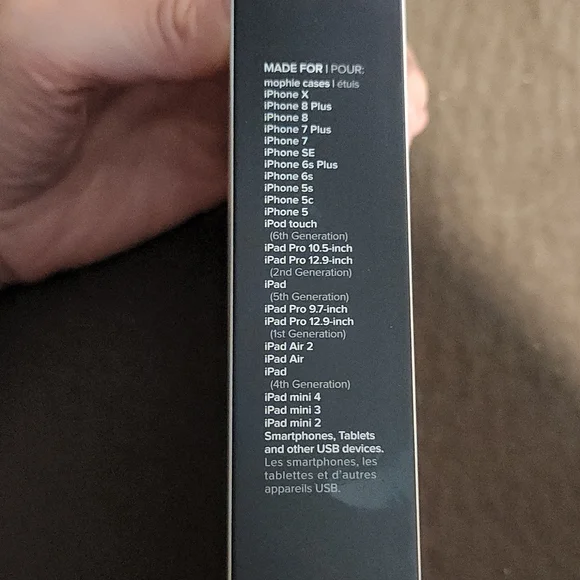 MADE FOR | POUR:
mophie cases | étuis
iPhone X
iPhone 8 Plus
iPhone 8
iPhone 7 Plus
iPhone 7
iPhone SE
iPhone 6s Plus
iPhone 6s
iPhone 5s
iPhone 5c
iPhone 5
iPod touch
(6th Generation)
iPad Pro 10.5-inch
iPad Pro 12.9-inch
(2nd Generation)
iPad
(5th Generation)
iPad Pro 9.7-inch
iPad Pro 12.9-inch
(1st Generation)
iPad Air 2
iPad Air
iPad
(4th Generation)
iPad mini 4
iPad mini 3
iPad mini 2
Smartphones, Tablets
and other USB devices.
Les smartphones, les
tablettes et d'autres
appareils USB.